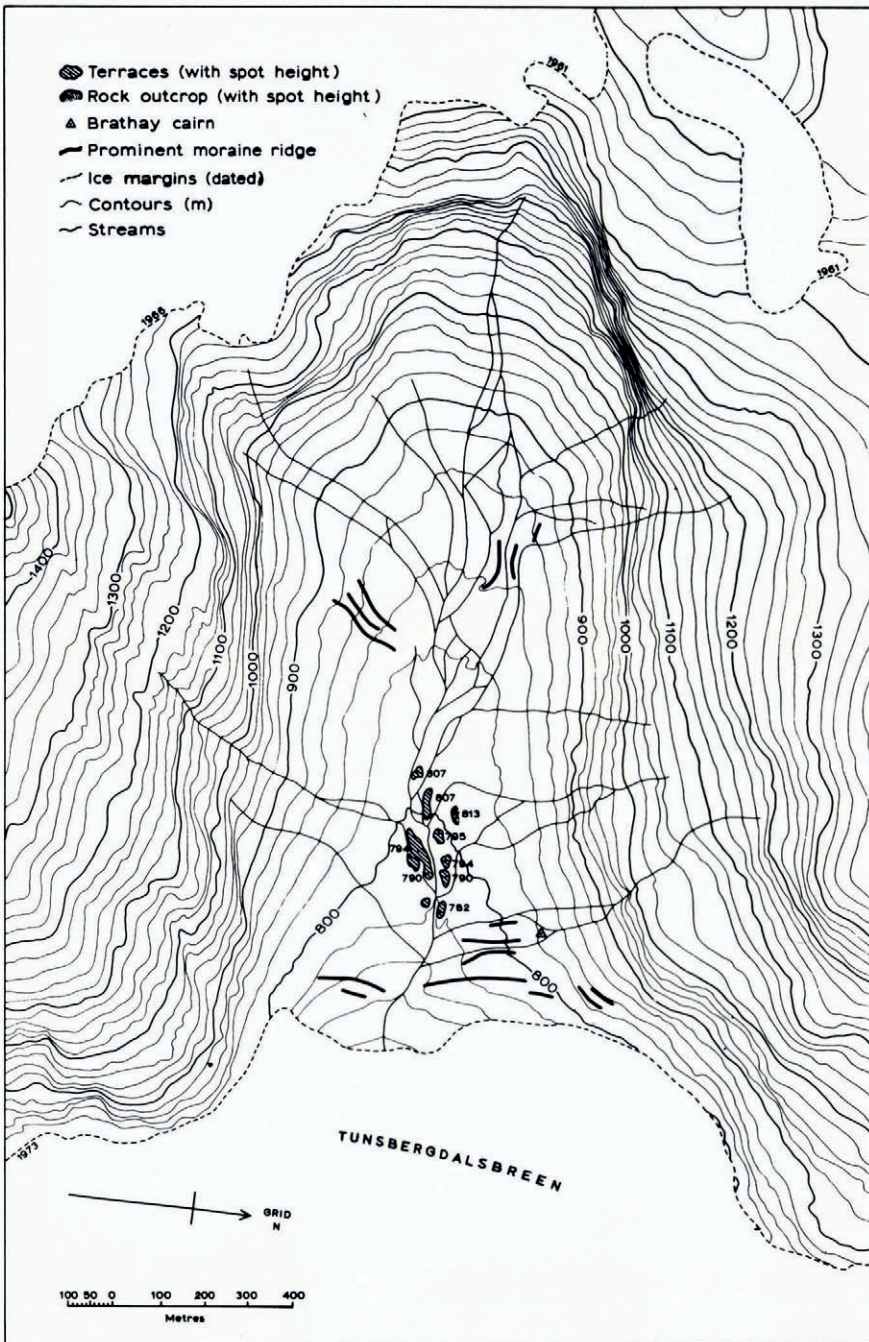 Terraces (with spot height)
Rock outcrop (with spot height)
Brathay cairn
Prominent moraine ridge
Ice margins (dated)
Contours (m)
Streams
1961
1961
1966
1400
1300
1200
1100
1000
900
900
1000
1100
1200
1300
807
807
813
795
794
794
790
790
782
800
800
1973
TUNSBERGDALSBREEN
GRID
N
100 50 0 100 200 300 400
Metres